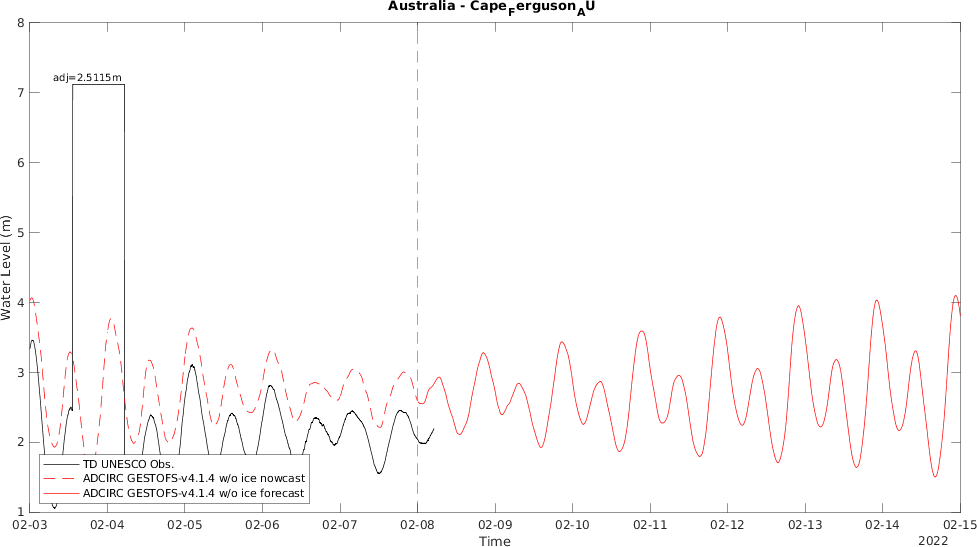 Australia - Cape_Ferguson_AU
8
adj=2.5115m
7
6
5
4
3
2
1
Water Level (m)
TD UNESCO Obs.
ADCIRC GESTOFS-v4.1.4 w/o ice nowcast
ADCIRC GESTOFS-v4.1.4 w/o ice forecast
02-03 02-04 02-05 02-06 02-07 02-08 02-09 02-10 02-11 02-12 02-13 02-14 02-15
Time
2022